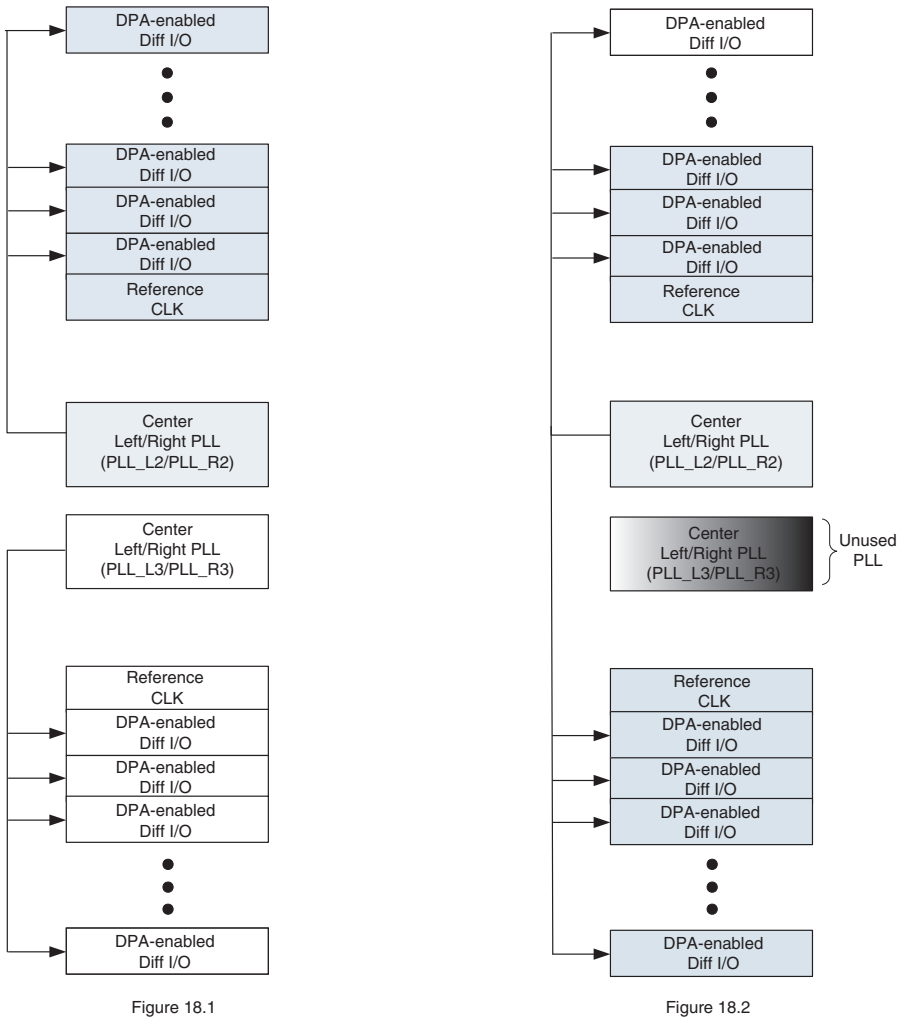 DPA-enabled
Diff I/O
DPA-enabled
Diff I/O
DPA-enabled
Diff I/O
DPA-enabled
Diff I/O
Reference
CLK
Center
Left/Right PLL
(PLL_L2/PLL_R2)
Center
Left/Right PLL
(PLL_L3/PLL_R3)
Reference
CLK
DPA-enabled
Diff I/O
DPA-enabled
Diff I/O
DPA-enabled
Diff I/O
DPA-enabled
Diff I/O
Figure 18.1
DPA-enabled
Diff I/O
DPA-enabled
Diff I/O
DPA-enabled
Diff I/O
DPA-enabled
Diff I/O
Reference
CLK
Center
Left/Right PLL
(PLL_L2/PLL_R2)
Center
Left/Right PLL
(PLL_L3/PLL_R3)
Unused
PLL
Reference
CLK
DPA-enabled
Diff I/O
DPA-enabled
Diff I/O
DPA-enabled
Diff I/O
DPA-enabled
Diff I/O
Figure 18.2